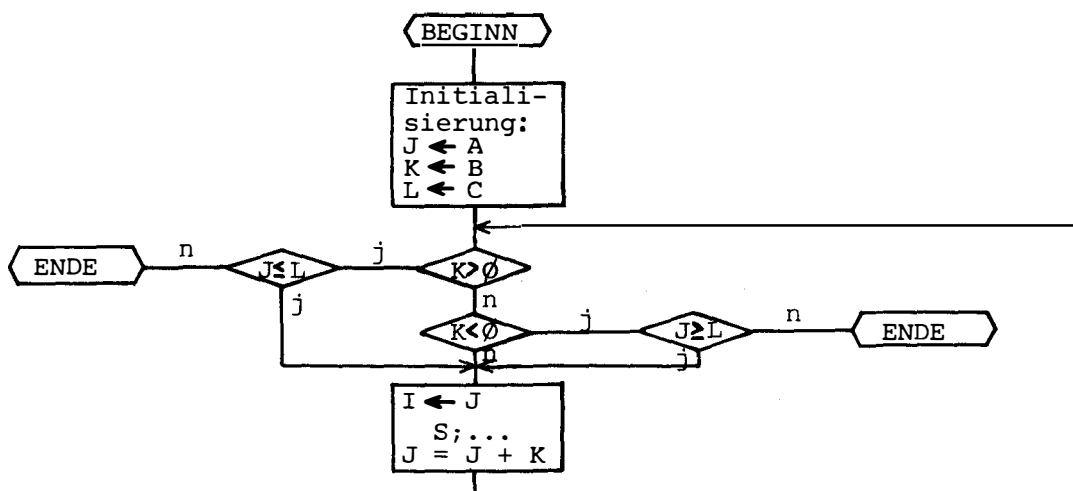 BEGINN
Initiali-
sierung:
J ← A
K ← B
L ← C
ENDE
n
J≤L
j
K>Ø
j
n
K<Ø
j
J≥L
n
ENDE
n
j
I ← J
S;...
J = J + K